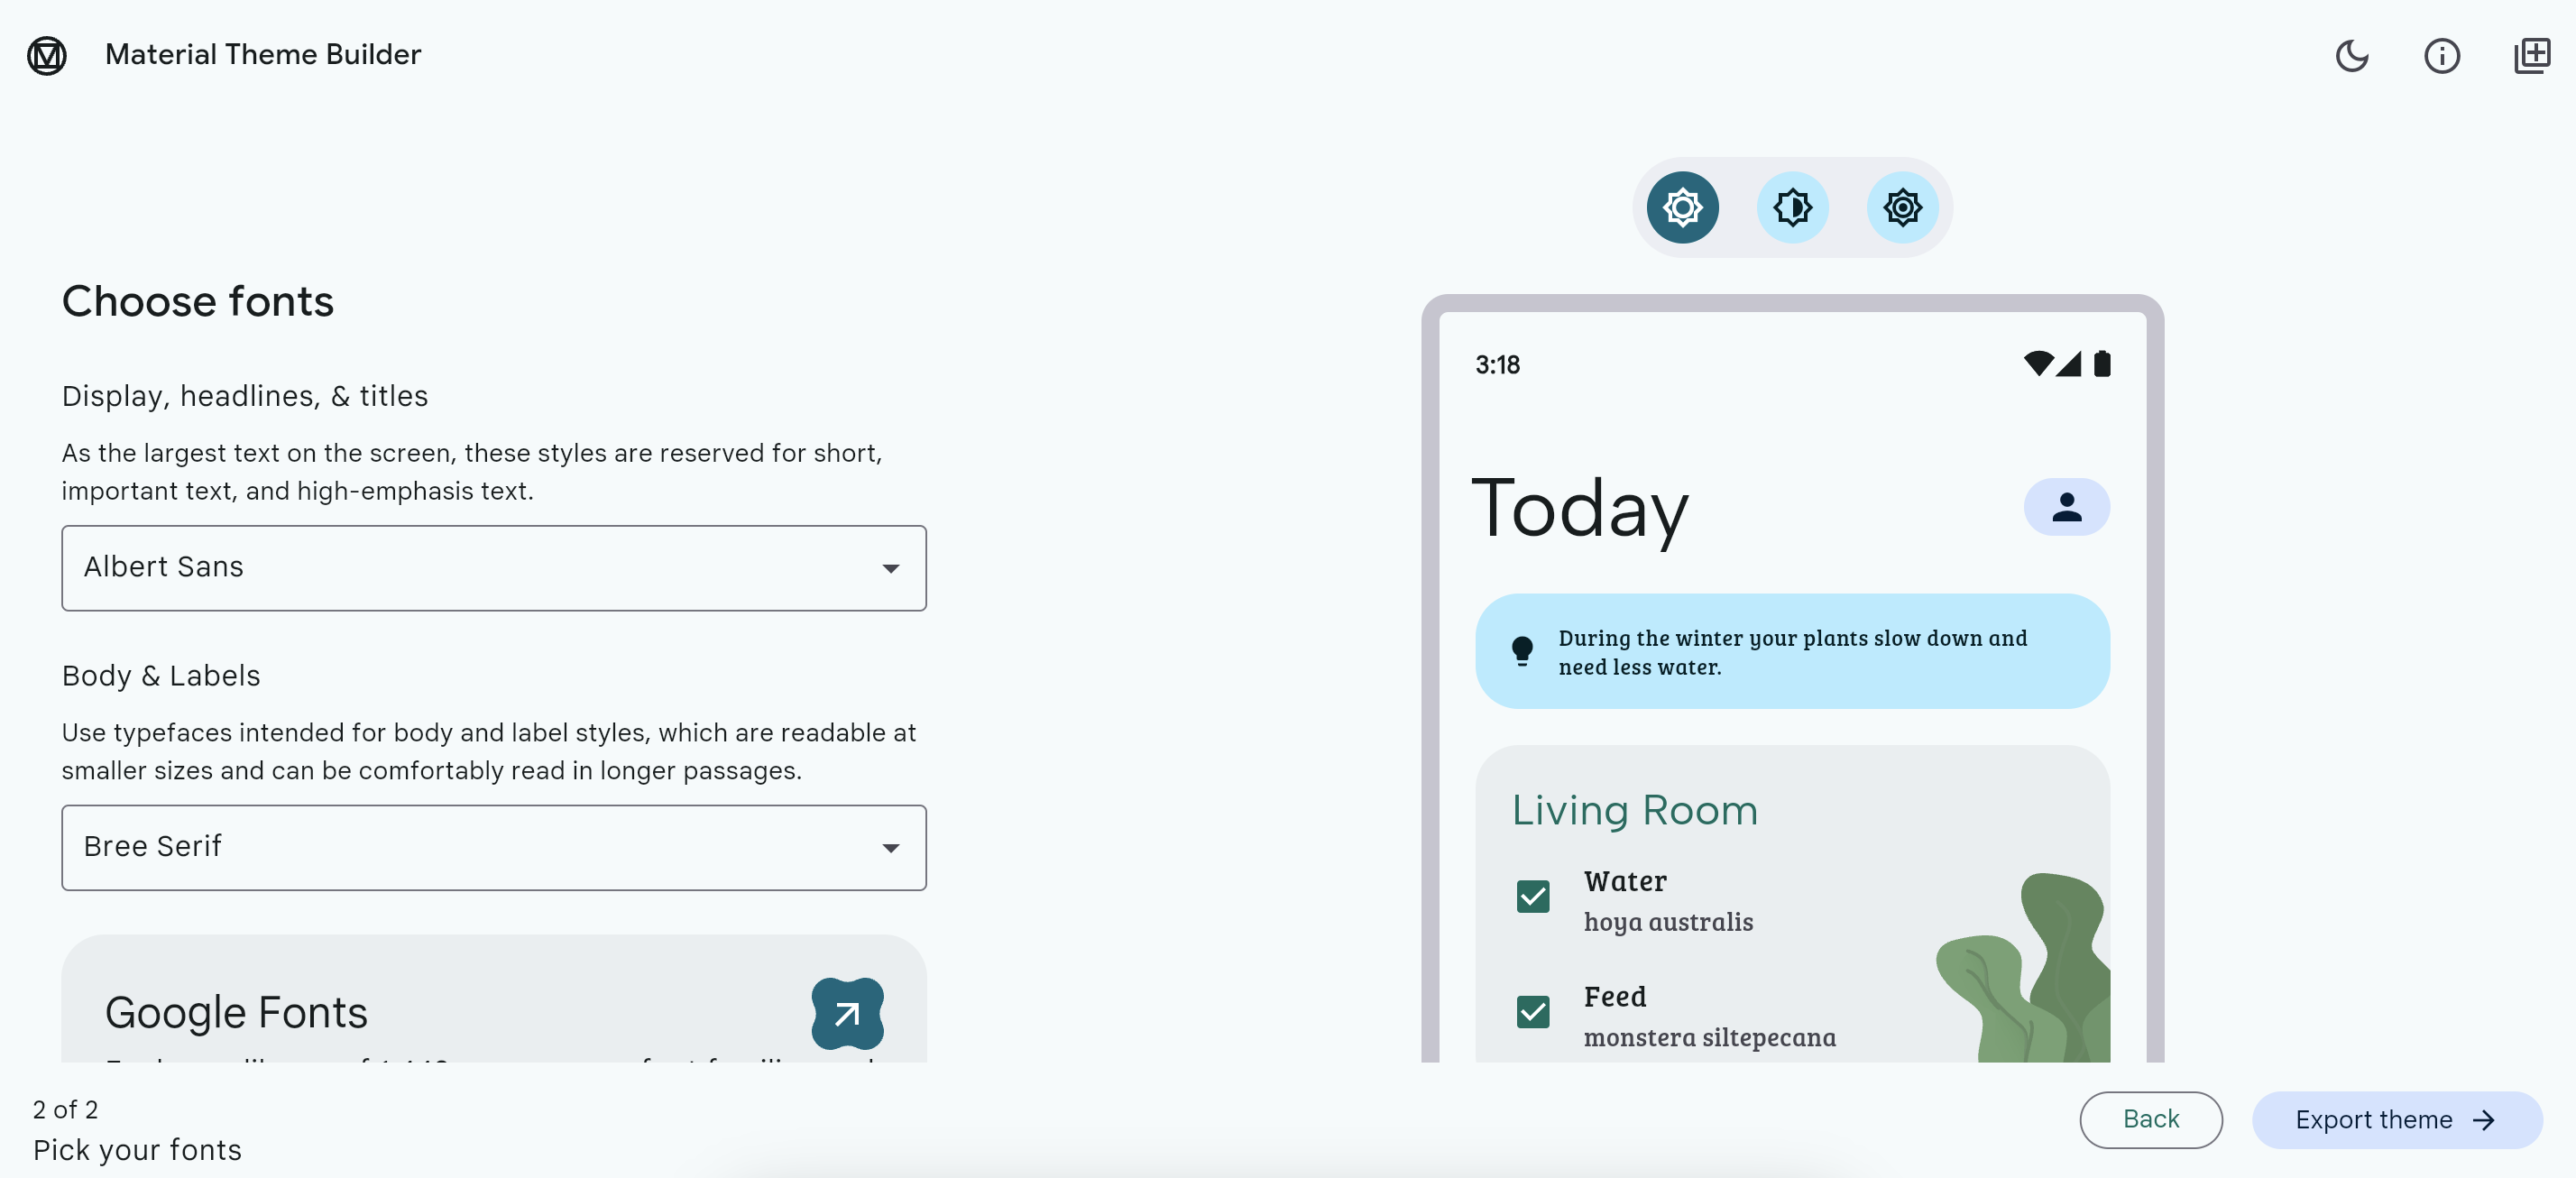 Material Theme Builder
Choose fonts
Display, headlines, & titles
As the largest text on the screen, these styles are reserved for short,
important text, and high-emphasis text.
Albert Sans
Body & Labels
Use typefaces intended for body and label styles, which are readable at
smaller sizes and can be comfortably read in longer passages.
Bree Serif
Google Fonts
3:18
Today
During the winter your plants slow down and
need less water.
Living Room
Water
hoya australis
Feed
monstera siltepecana
2 of 2
Pick your fonts
Back
Export theme